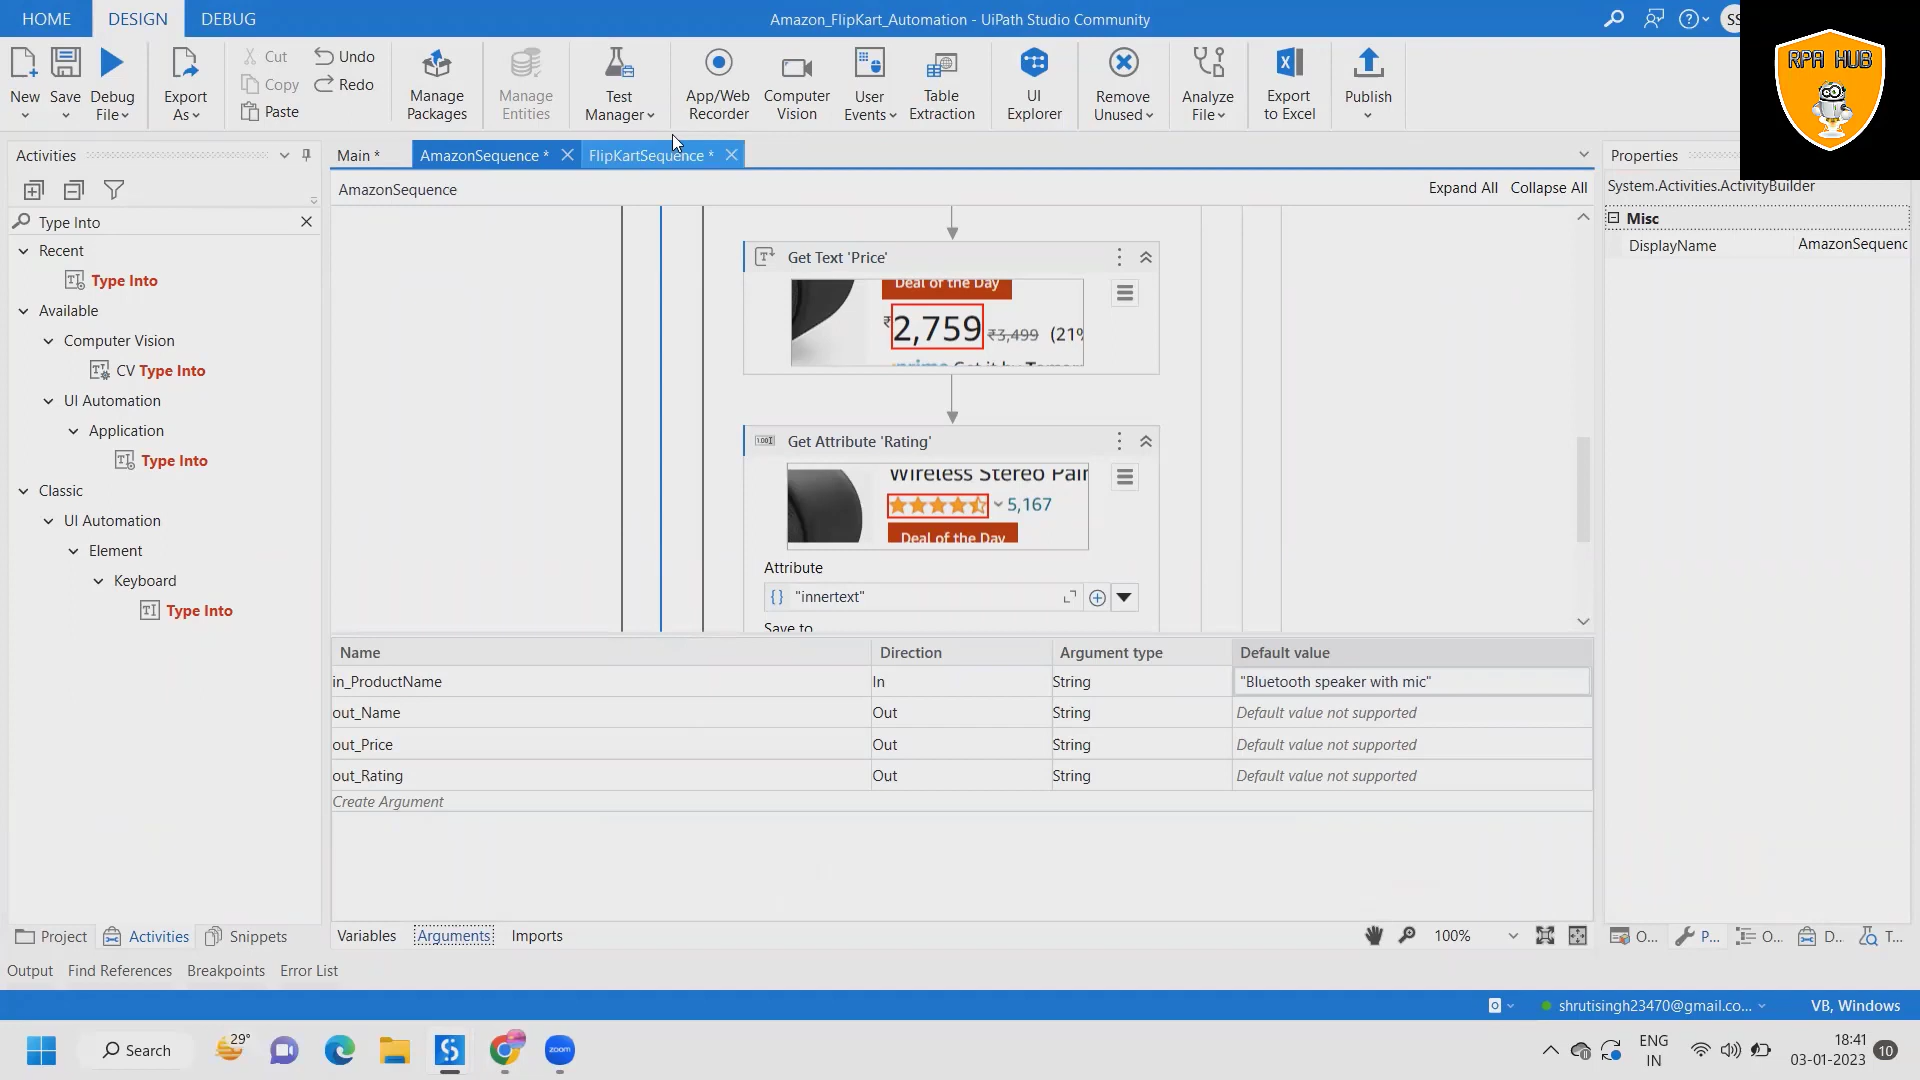 HOME
DESIGN
DEBUG
Amazon_FlipKart_Automation - UiPath Studio Community
RPA HUB
New
Save
Debug
File
Export
As
Cut
Copy
Paste
Undo
Redo
Manage
Packages
Manage
Entities
Test
Manager
App/Web
Recorder
Computer
Vision
User
Events
Table
Extraction
UI
Explorer
Remove
Unused
Analyze
File
Export
to Excel
Publish
Activities
Main *
AmazonSequence *
FlipKartSequence *
Properties
AmazonSequence
Expand All
Collapse All
System.Activities.ActivityBuilder
Misc
DisplayName
AmazonSequenc
Type Into
Recent
Type Into
Available
Computer Vision
CV Type Into
UI Automation
Application
Type Into
Classic
UI Automation
Element
Keyboard
Type Into
Get Text 'Price'
Deal of the Day
₹2,759 ₹3,499 (21%
prime Get it by Tomor
Get Attribute 'Rating'
Wireless Stereo Pair
5,167
Deal of the Day
Attribute
"innertext"
Save to
Name Direction Argument type Default value
in_ProductName In String "Bluetooth speaker with mic"
out_Name Out String Default value not supported
out_Price Out String Default value not supported
out_Rating Out String Default value not supported
Create Argument
Project
Activities
Snippets
Variables
Arguments
Imports
100%
O...
P...
O...
D...
T...
Output
Find References
Breakpoints
Error List
shrutisingh23470@gmail.co...
VB, Windows
29°
Search
zoom
ENG
IN
18:41
03-01-2023
10